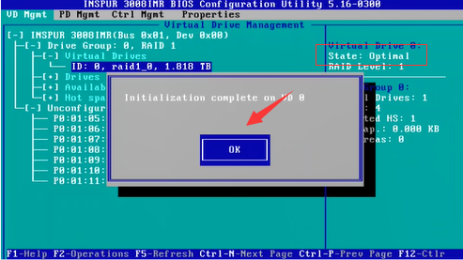 INSPUR 3008IMR BIOS Configuration Utility 5.16-0300
VD Mgmt PD Mgmt Ctrl Mgmt Properties
Virtual Drive Management
[-] INSPUR 3008IMR(Bus 0x01, Dev 0x00)
[-] Drive Group: 0, RAID 1
[-] Virtual Drives
ID: 0, raid1_0, 1.818 TB
[+] Drives
[+] Availab
[+] Hot spa
[-] Unconfigur
P0:01:05:
P0:01:06:
P0:01:07:
P0:01:08:
P0:01:09:
P0:01:10:
P0:01:11:
Virtual Drive 0:
State: Optimal
RAID Level: 1
oup 0:
l Drives: 1
: 4
ted HS: 1
ap.: 0.000 KB
reas: 0
Initialization complete on VD 0
OK
F1-Help F2-Operations F5-Refresh Ctrl-N-Next Page Ctrl-P-Prev Page F12-Ctlr